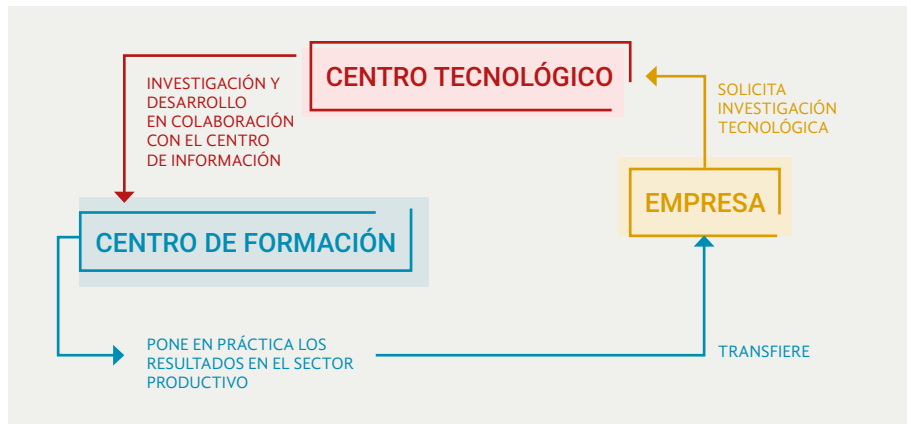 CENTRO TECNOLÓGICO
INVESTIGACIÓN Y
DESARROLLO
EN COLABORACIÓN
CON EL CENTRO
DE INFORMACIÓN
SOLICITA
INVESTIGACIÓN
TECNOLÓGICA
EMPRESA
CENTRO DE FORMACIÓN
PONE EN PRÁCTICA LOS
RESULTADOS EN EL SECTOR
PRODUCTIVO
TRANSFIERE